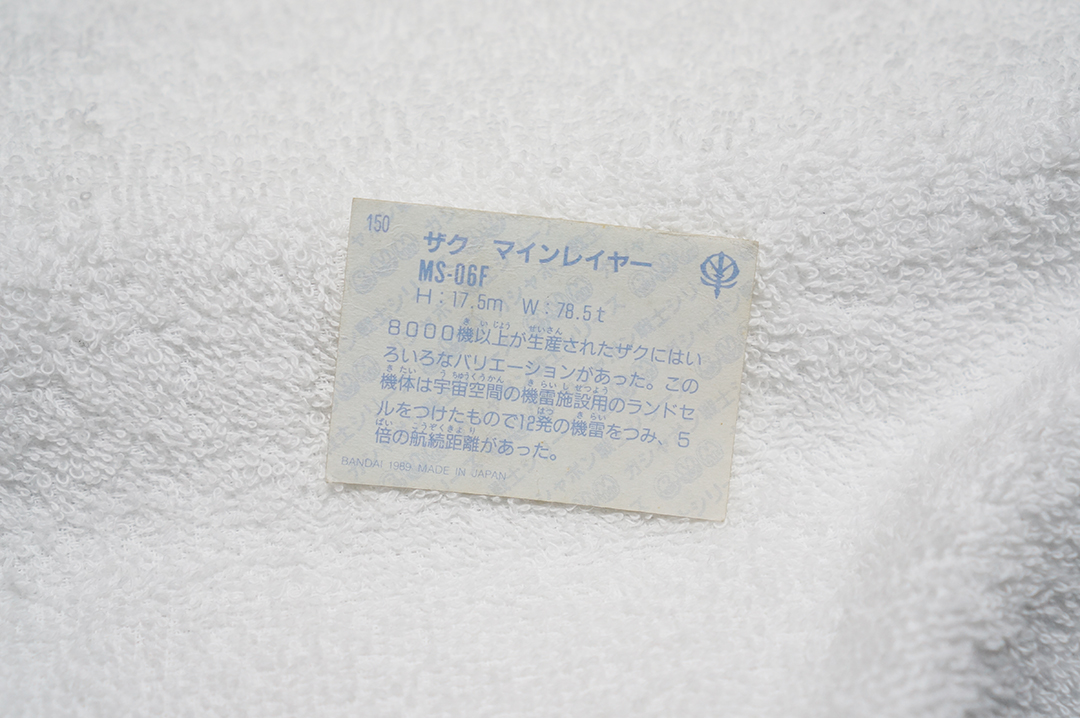 150
ザク マインレイヤー
MS-06F
H：17.5m W：78.5t
8000機以上が生産されたザクにはい
ろいろなバリエーションがあった。この
機体は宇宙空間の機雷施設用のランドセ
ルをつけたもので12発の機雷をつみ、5
倍の航続距離があった。
BANDAI 1989 MADE IN JAPAN